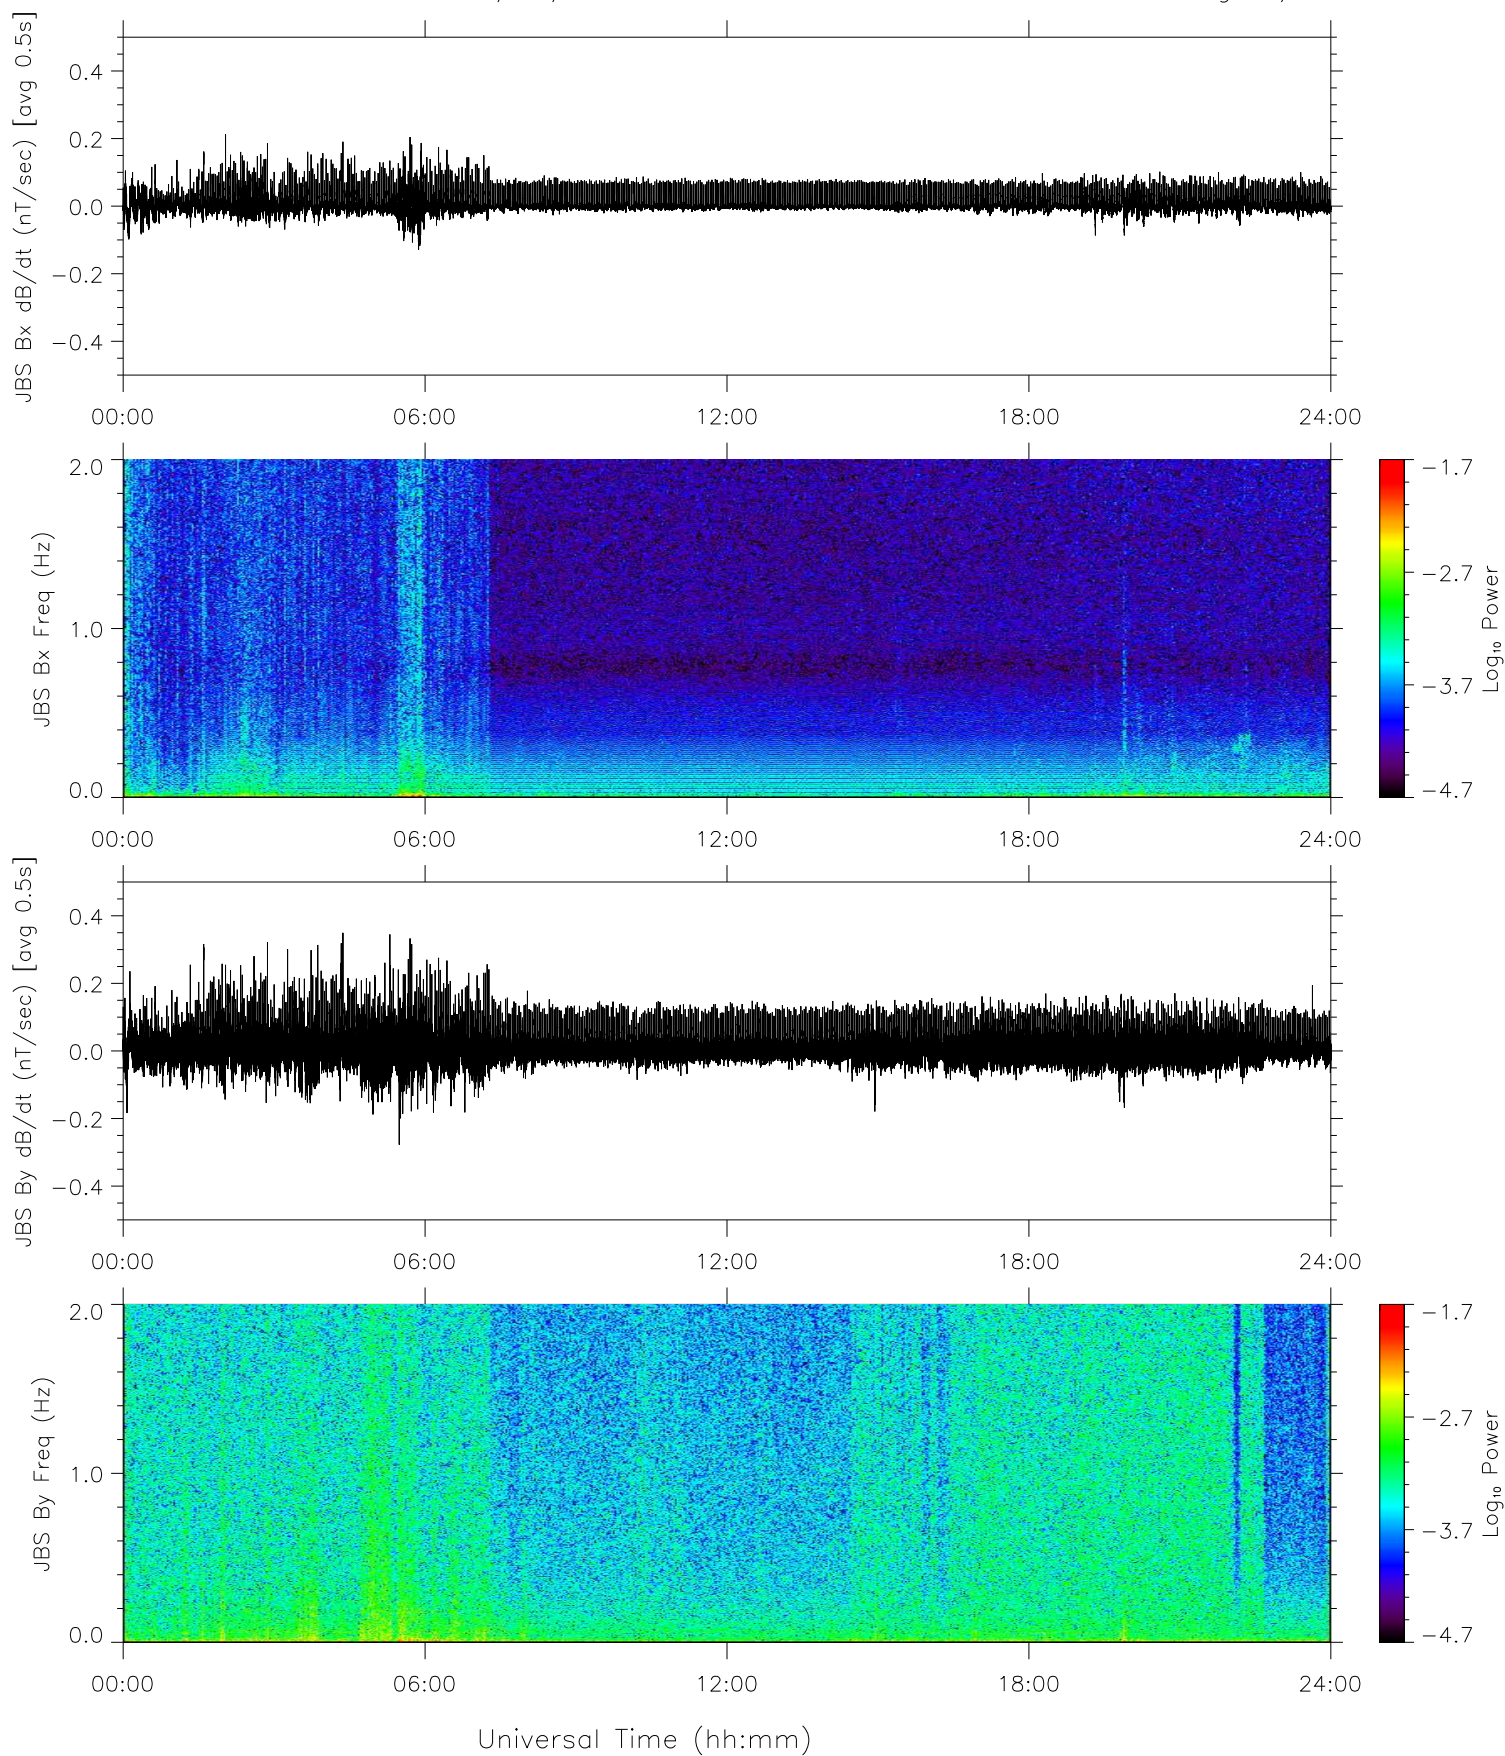 JBS Bx dB/dt (nT/sec) [avg 0.5s]
0.4
0.2
0.0
−0.2
−0.4
00:00 06:00 12:00 18:00 24:00
JBS Bx Freq (Hz)
2.0
1.0
0.0
00:00 06:00 12:00 18:00 24:00
−1.7
−2.7
−3.7
−4.7
Log₁₀ Power
JBS By dB/dt (nT/sec) [avg 0.5s]
0.4
0.2
0.0
−0.2
−0.4
00:00 06:00 12:00 18:00 24:00
JBS By Freq (Hz)
2.0
1.0
0.0
00:00 06:00 12:00 18:00 24:00
−1.7
−2.7
−3.7
−4.7
Log₁₀ Power
Universal Time (hh:mm)